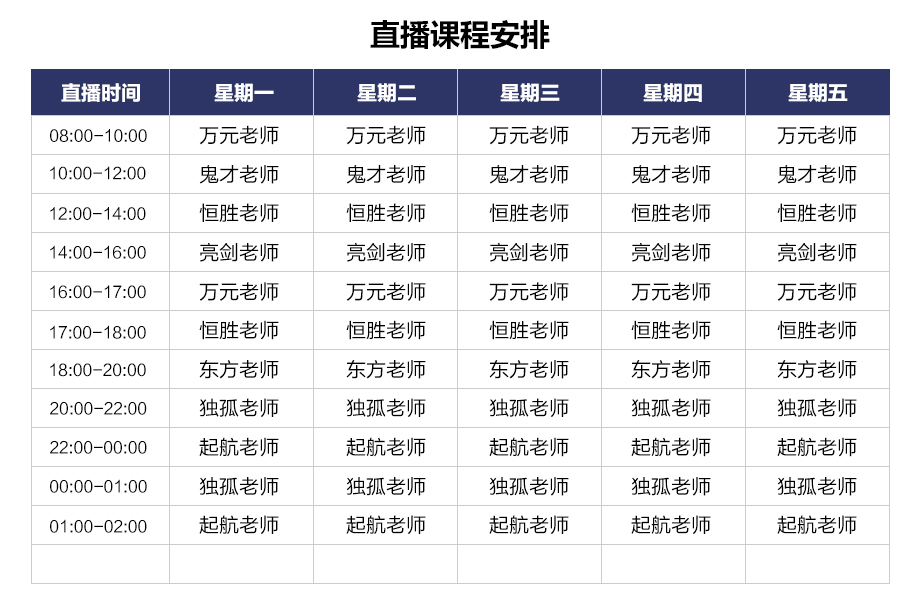 直播课程安排
直播时间 星期一 星期二 星期三 星期四 星期五
08:00-10:00 万元老师 万元老师 万元老师 万元老师 万元老师
10:00-12:00 鬼才老师 鬼才老师 鬼才老师 鬼才老师 鬼才老师
12:00-14:00 恒胜老师 恒胜老师 恒胜老师 恒胜老师 恒胜老师
14:00-16:00 亮剑老师 亮剑老师 亮剑老师 亮剑老师 亮剑老师
16:00-17:00 万元老师 万元老师 万元老师 万元老师 万元老师
17:00-18:00 恒胜老师 恒胜老师 恒胜老师 恒胜老师 恒胜老师
18:00-20:00 东方老师 东方老师 东方老师 东方老师 东方老师
20:00-22:00 独孤老师 独孤老师 独孤老师 独孤老师 独孤老师
22:00-00:00 起航老师 起航老师 起航老师 起航老师 起航老师
00:00-01:00 独孤老师 独孤老师 独孤老师 独孤老师 独孤老师
01:00-02:00 起航老师 起航老师 起航老师 起航老师 起航老师